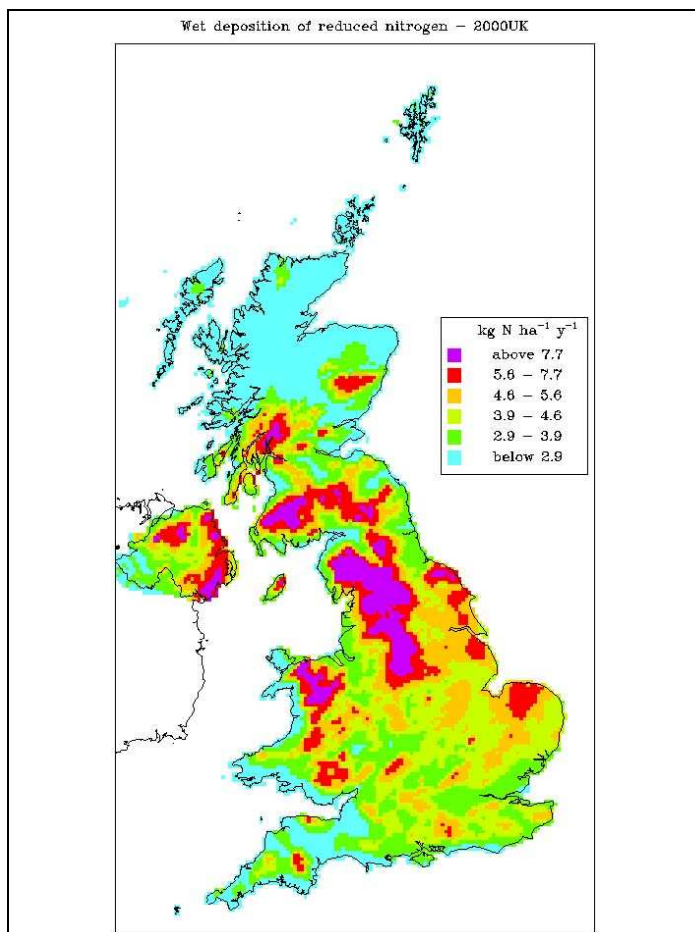 Wet deposition of reduced nitrogen – 2000UK
kg N ha⁻¹ y⁻¹
above 7.7
5.6 – 7.7
4.6 – 5.6
3.9 – 4.6
2.9 – 3.9
below 2.9